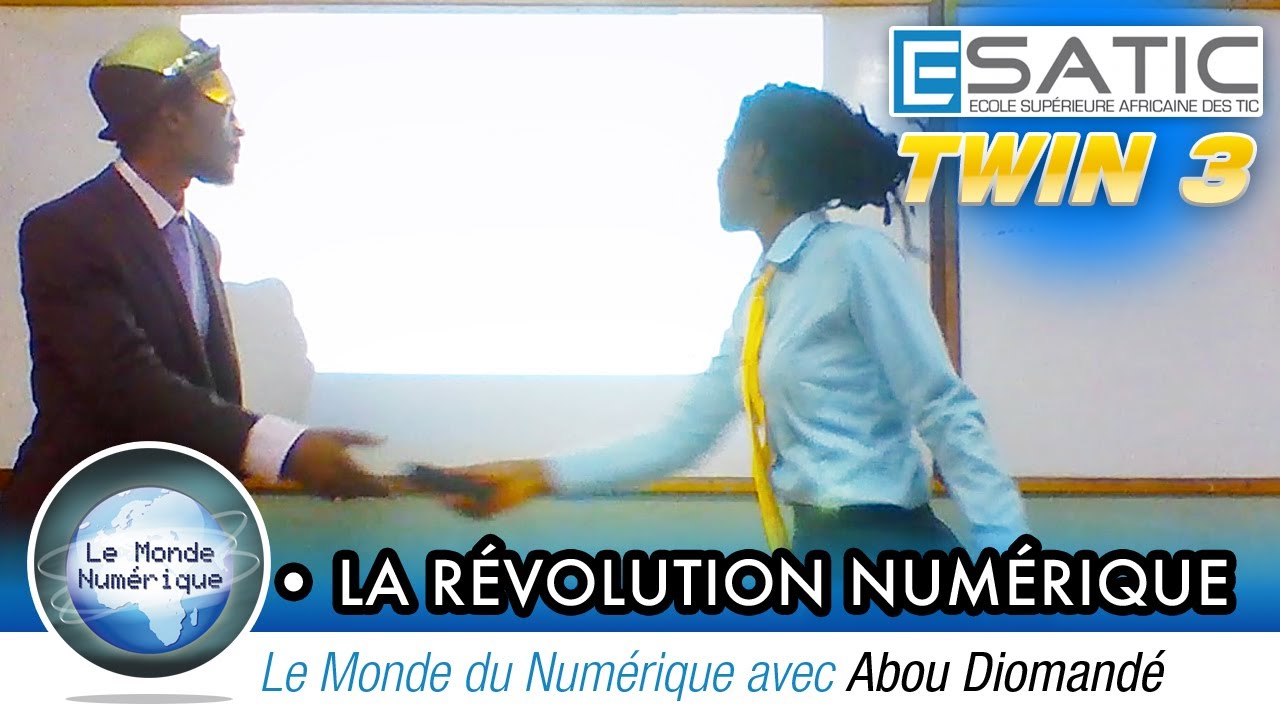 ESATIC
ECOLE SUPÉRIEURE AFRICAINE DES TIC
TWIN 3
Le Monde
Numérique
• LA RÉVOLUTION NUMÉRIQUE
Le Monde du Numérique avec Abou Diomandé